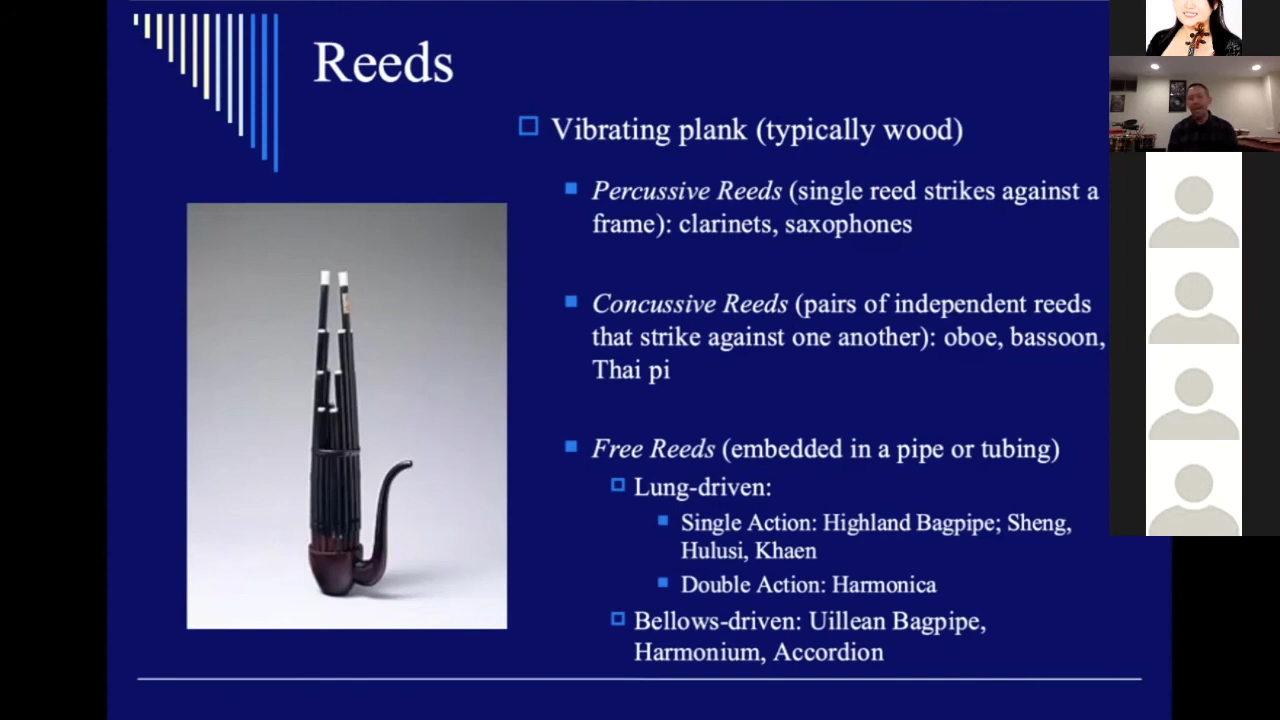 Reeds
Vibrating plank (typically wood)
Percussive Reeds (single reed strikes against a
frame): clarinets, saxophones
Concussive Reeds (pairs of independent reeds
that strike against one another): oboe, bassoon,
Thai pi
Free Reeds (embedded in a pipe or tubing)
Lung-driven:
Single Action: Highland Bagpipe; Sheng,
Hulusi, Khaen
Double Action: Harmonica
Bellows-driven: Uillean Bagpipe,
Harmonium, Accordion